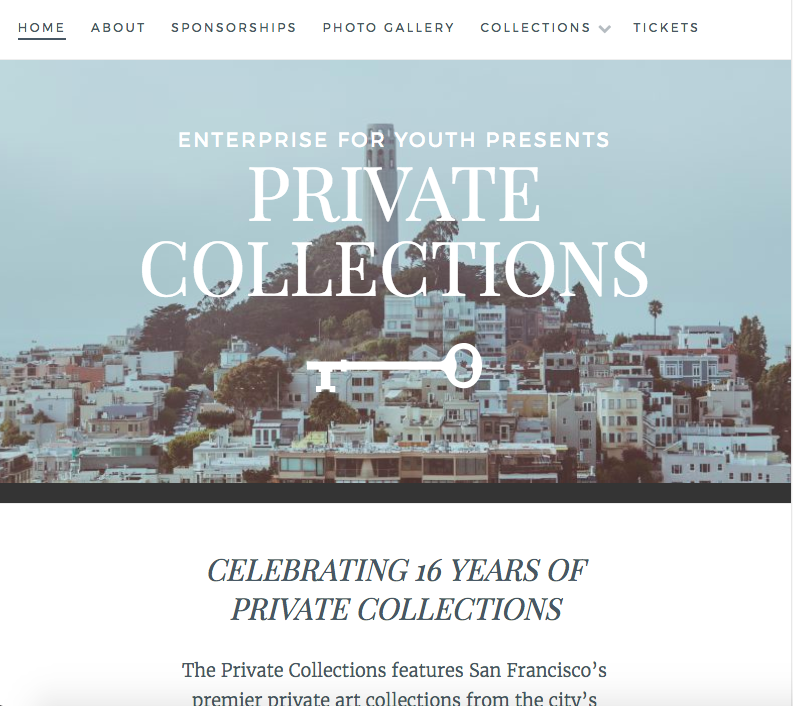 HOME ABOUT SPONSORSHIPS PHOTO GALLERY COLLECTIONS TICKETS
ENTERPRISE FOR YOUTH PRESENTS
PRIVATE
COLLECTIONS
CELEBRATING 16 YEARS OF
PRIVATE COLLECTIONS
The Private Collections features San Francisco’s
premier private art collections from the city’s